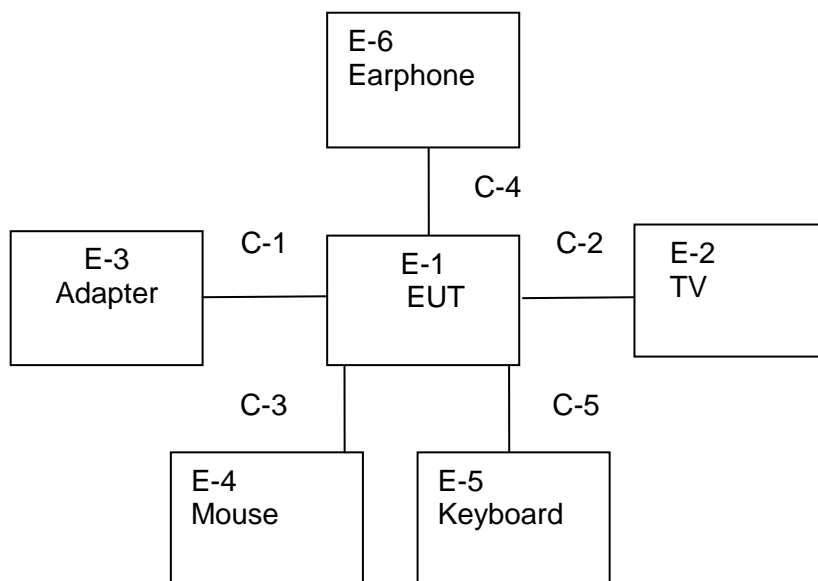 E-6
Earphone
C-4
C-1
C-2
E-3
Adapter
E-1
EUT
E-2
TV
C-3
C-5
E-4
Mouse
E-5
Keyboard